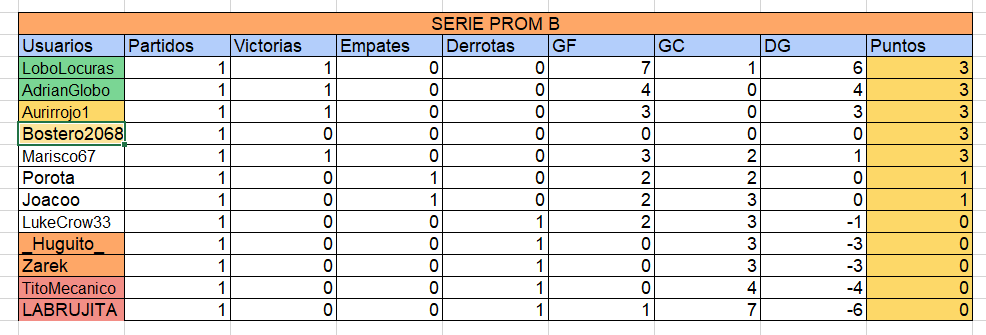 SERIE PROM B
Usuarios Partidos Victorias Empates Derrotas GF GC DG Puntos
LoboLocuras 1 1 0 0 7 1 6 3
AdrianGlobo 1 1 0 0 4 0 4 3
Aurirrojo1 1 1 0 0 3 0 3 3
Bostero2068 1 0 0 0 0 0 0 3
Marisco67 1 1 0 0 3 2 1 3
Porota 1 0 1 0 2 2 0 1
Joacoo 1 0 1 0 2 3 0 1
LukeCrow33 1 0 0 1 2 3 -1 0
_Huguito_ 1 0 0 1 0 3 -3 0
Zarek 1 0 0 1 0 3 -3 0
TitoMecanico 1 0 0 1 0 4 -4 0
LABRUJITA 1 0 0 1 1 7 -6 0